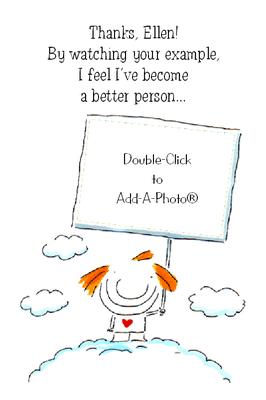 Thanks, Ellen!
By watching your example,
I feel I've become
a better person...
Double-Click
to
Add-A-Photo®